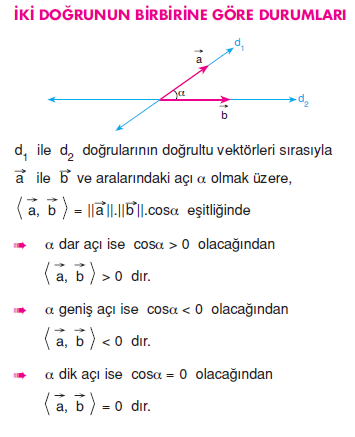 İKİ DOĞRUNUN BİRBİRİNE GÖRE DURUMLARI
d₁
a⃗
α
d₂
b⃗
d₁ ile d₂ doğrularının doğrultu vektörleri sırasıyla
a⃗ ile b⃗ ve aralarındaki açı α olmak üzere,
⟨ a⃗, b⃗ ⟩ = ||a⃗||.||b⃗||.cosα eşitliğinde
➠ α dar açı ise cosα > 0 olacağından
⟨ a⃗, b⃗ ⟩ > 0 dır.
➠ α geniş açı ise cosα < 0 olacağından
⟨ a⃗, b⃗ ⟩ < 0 dır.
➠ α dik açı ise cosα = 0 olacağından
⟨ a⃗, b⃗ ⟩ = 0 dır.